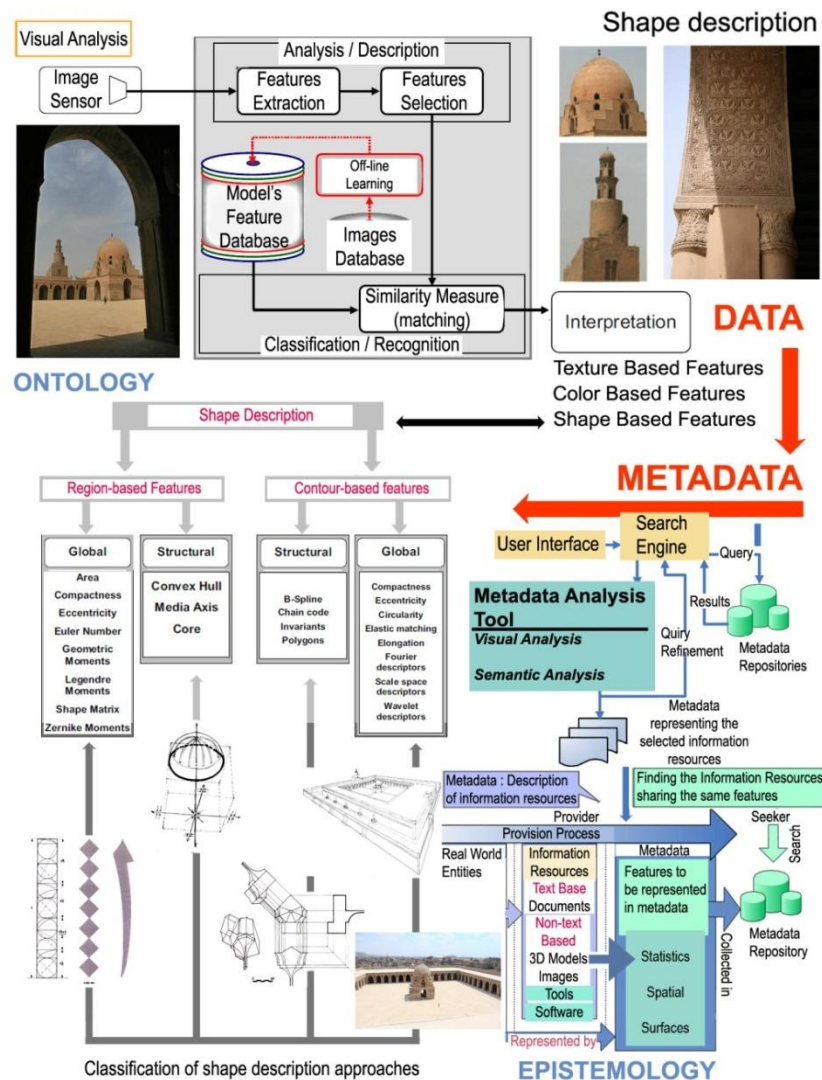 Visual Analysis
Shape description
Image
Sensor
Analysis / Description
Features
Extraction
Features
Selection
Model's
Feature
Database
Off-line
Learning
Images
Database
Similarity Measure
(matching)
Classification / Recognition
Interpretation
DATA
Texture Based Features
Color Based Features
Shape Based Features
ONTOLOGY
Shape Description
Region-based Features
Contour-based features
Global
Area
Compactness
Eccentricity
Euler Number
Geometric
Moments
Legendre
Moments
Shape Matrix
Zernike Moments
Structural
Convex Hull
Media Axis
Core
Structural
B-Spline
Chain code
Invariants
Polygons
Global
Compactness
Eccentricity
Circularity
Elastic matching
Elongation
Fourier
descriptors
Scale space
descriptors
Wavelet
descriptors
METADATA
User Interface
Search
Engine
Query
Results
Metadata
Repositories
Metadata Analysis
Tool
Visual Analysis
Semantic Analysis
Quiry
Refinement
Metadata
representing the
selected information
resources
Metadata : Description
of information resources
Finding the Information Resources
sharing the same features
Provider
Provision Process
Seeker
Search
Real World
Entities
Information
Resources
Text Base
Documents
Non-text
Based
3D Models
Images
Tools
Software
Metadata
Features to
be represented
in metadata
Statistics
Spatial
Surfaces
Collected in
Metadata
Repository
Represented by
Classification of shape description approaches
EPISTEMOLOGY